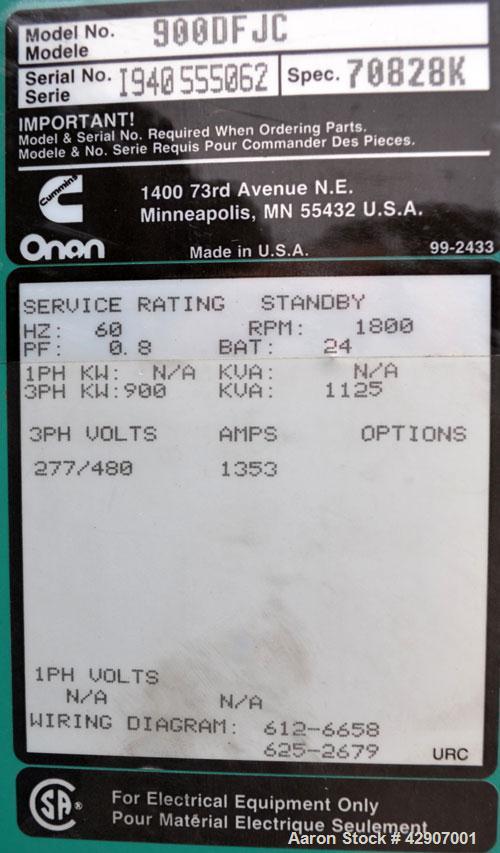 Model No. 900DFJC
Modele
Serial No. I940555062 Spec. 70828K
Serie
IMPORTANT!
Model & Serial No. Required When Ordering Parts.
Modele & No. Serie Requis Pour Commander Des Pieces.
Cummins
1400 73rd Avenue N.E.
Minneapolis, MN 55432 U.S.A.
Onan Made in U.S.A. 99-2433
SERVICE RATING STANDBY
HZ: 60 RPM: 1800
PF: 0.8 BAT: 24
1PH KW: N/A KVA: N/A
3PH KW:900 KVA: 1125
3PH VOLTS AMPS OPTIONS
277/480 1353
1PH VOLTS
N/A N/A
WIRING DIAGRAM: 612-6658
625-2679 URC
SA ® For Electrical Equipment Only
Pour Matérial Electrique Seulement
Aaron Stock # 42907001